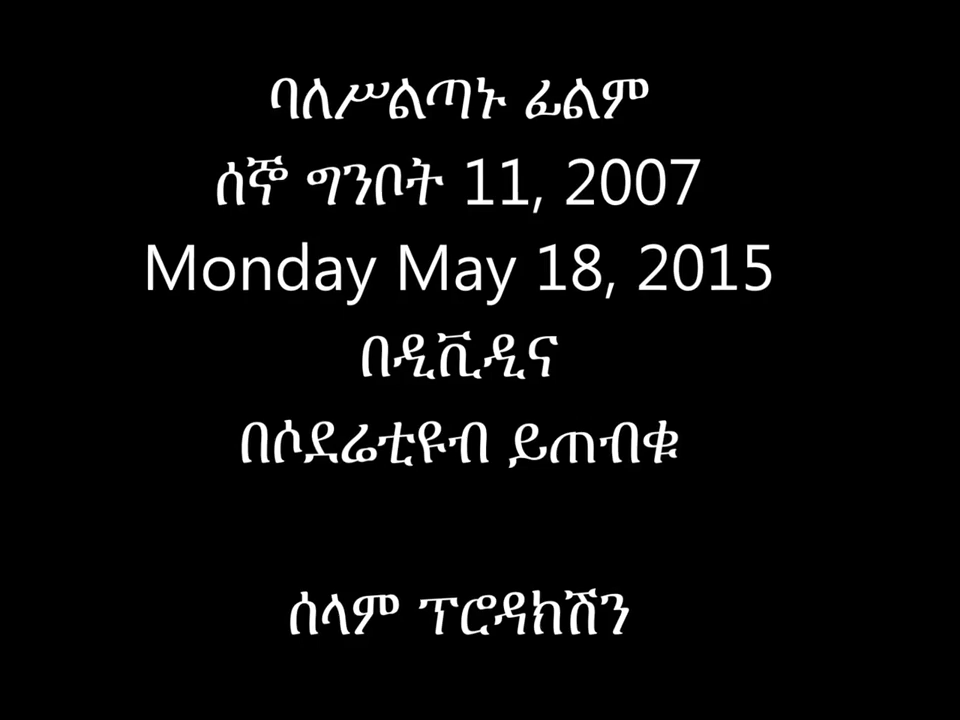 ባለሥልጣኑ ፊልም
ሰኞ ግንቦት 11, 2007
Monday May 18, 2015
በዲቪዲና
በሶደሬቲዩብ ይጠብቁ
ሰላም ፕሮዳክሽን